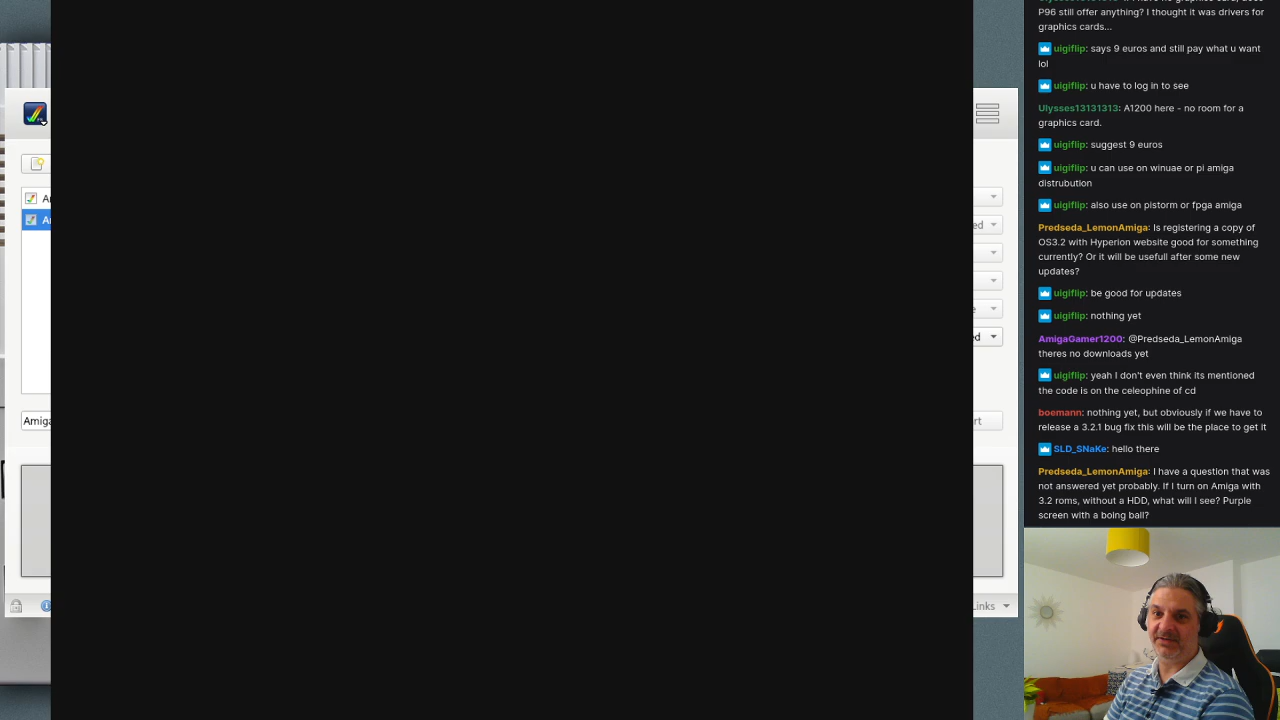 P96 still offer anything? I thought it was drivers for
graphics cards...
uigiflip: says 9 euros and still pay what u want
lol
uigiflip: u have to log in to see
Ulysses13131313: A1200 here - no room for a
graphics card.
uigiflip: suggest 9 euros
uigiflip: u can use on winuae or pi amiga
distrubution
uigiflip: also use on pistorm or fpga amiga
Predseda_LemonAmiga: Is registering a copy of
OS3.2 with Hyperion website good for something
currently? Or it will be usefull after some new
updates?
uigiflip: be good for updates
uigiflip: nothing yet
AmigaGamer1200: @Predseda_LemonAmiga
theres no downloads yet
uigiflip: yeah I don't even think its mentioned
the code is on the celeophine of cd
boemann: nothing yet, but obviously if we have to
release a 3.2.1 bug fix this will be the place to get it
SLD_SNaKe: hello there
Predseda_LemonAmiga: I have a question that was
not answered yet probably. If I turn on Amiga with
3.2 roms, without a HDD, what will I see? Purple
screen with a boing ball?
Links